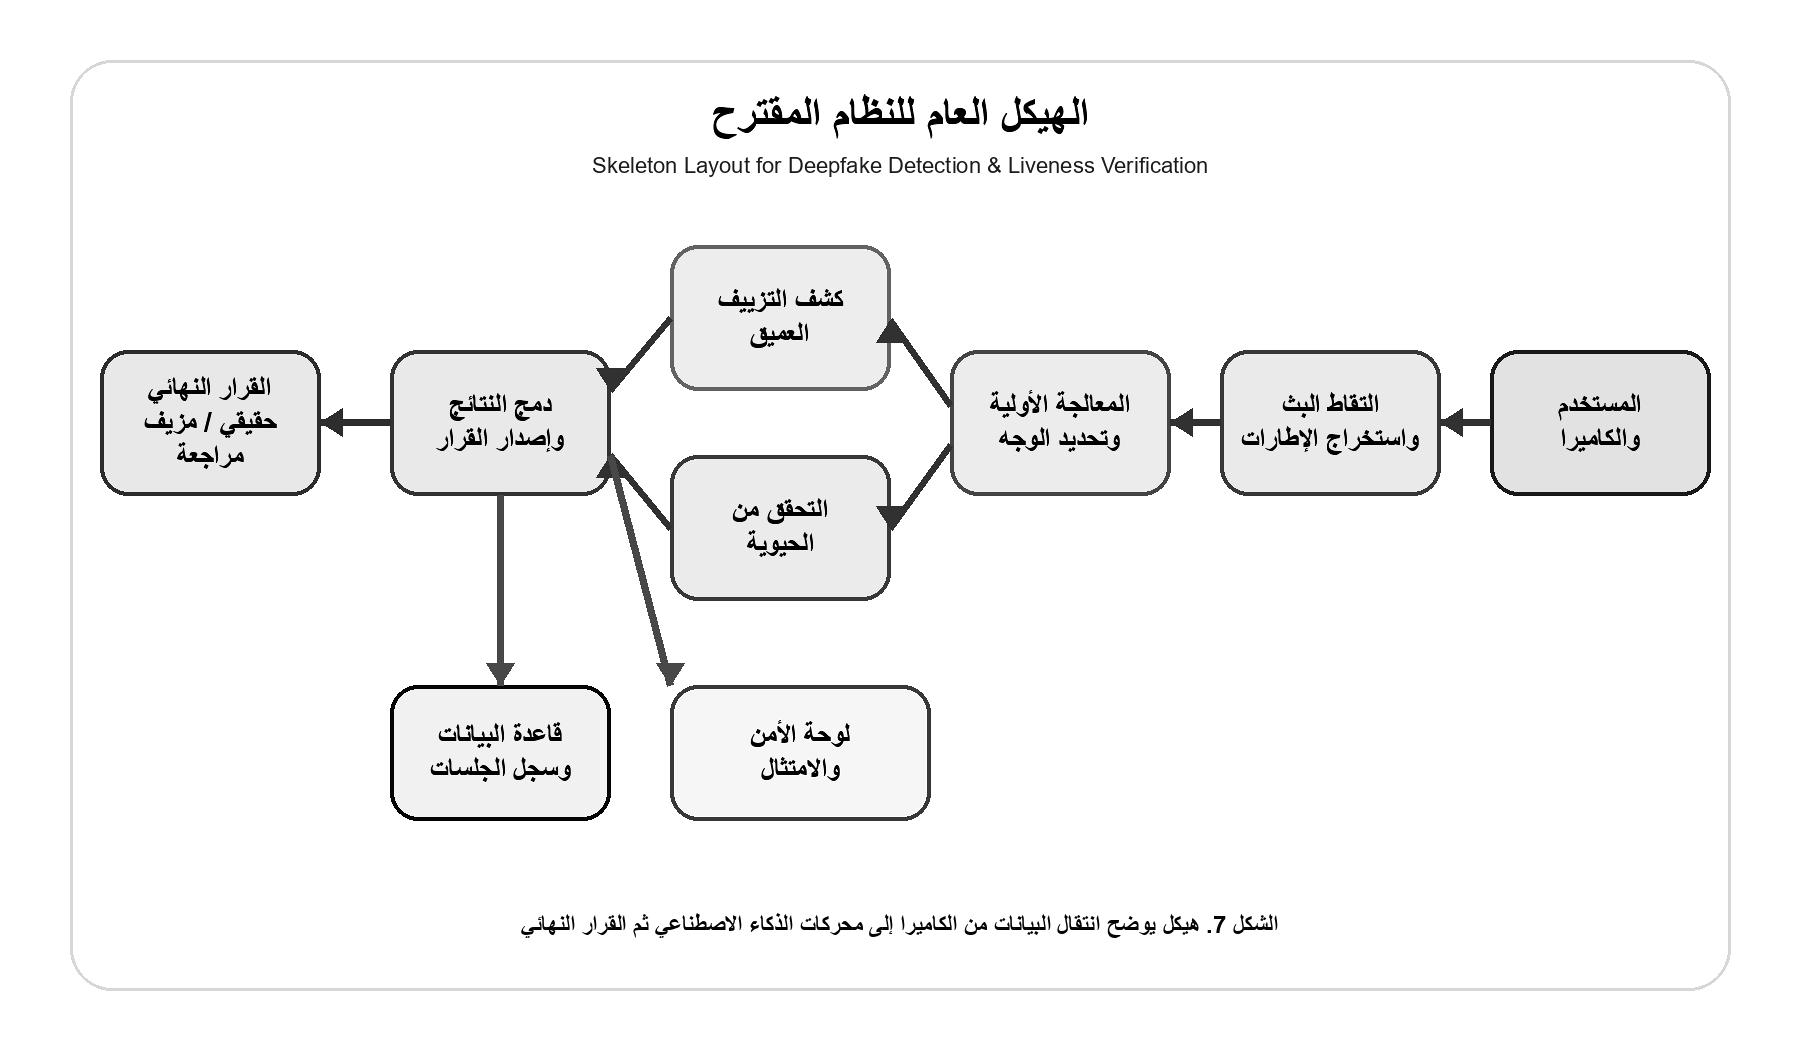 الهيكل العام للنظام المقترح
Skeleton Layout for Deepfake Detection & Liveness Verification
المستخدم
والكاميرا
التقاط البث
واستخراج الإطارات
المعالجة الأولية
وتحديد الوجه
كشف التزييف
العميق
التحقق من
الحيوية
دمج النتائج
وإصدار القرار
القرار النهائي
حقيقي / مزيف
مراجعة
قاعدة البيانات
وسجل الجلسات
لوحة الأمن
والامتثال
الشكل 7. هيكل يوضح انتقال البيانات من الكاميرا إلى محركات الذكاء الاصطناعي ثم القرار النهائي